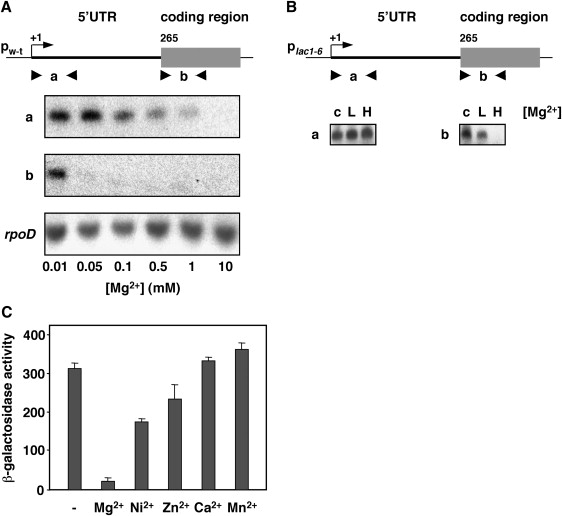 A
5'UTR coding region
pw-t +1 265
a b
a
b
rpoD
0.01 0.05 0.1 0.5 1 10
[Mg2+] (mM)
B
5'UTR coding region
plac1-6 +1 265
a b
c L H c L H [Mg2+]
a b
C
β-galactosidase activity
400
300
200
100
0
- Mg2+ Ni2+ Zn2+ Ca2+ Mn2+